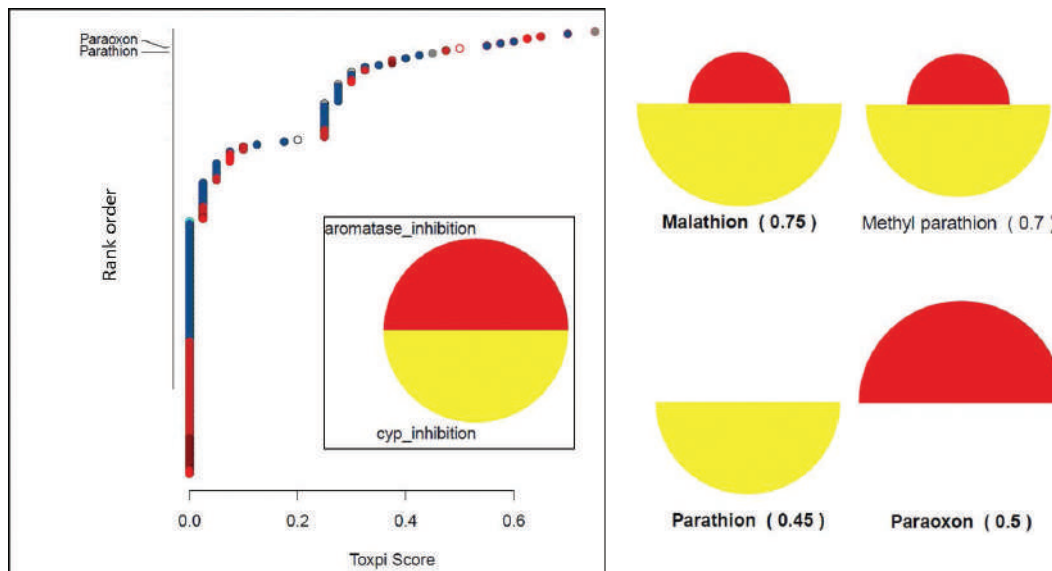 Paraoxon
Parathion
Rank order
aromatase_inhibition
cyp_inhibition
0.0 0.2 0.4 0.6
Toxpi Score
Malathion ( 0.75) Methyl parathion ( 0.7 )
Parathion ( 0.45) Paraoxon ( 0.5 )